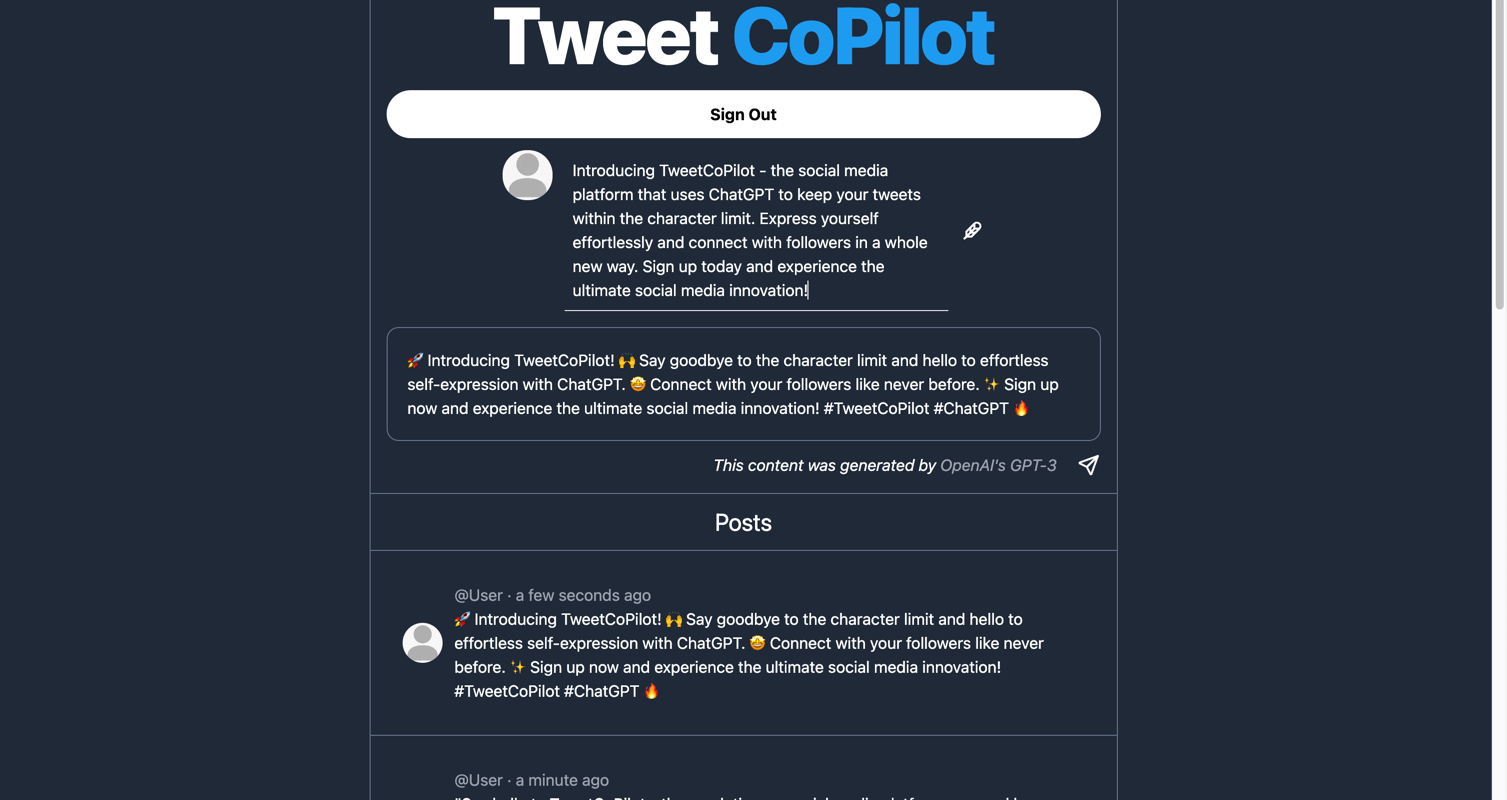 Tweet CoPilot
Sign Out
Introducing TweetCoPilot - the social media
platform that uses ChatGPT to keep your tweets
within the character limit. Express yourself
effortlessly and connect with followers in a whole
new way. Sign up today and experience the
ultimate social media innovation!
🚀 Introducing TweetCoPilot! 🙌 Say goodbye to the character limit and hello to effortless
self-expression with ChatGPT. 🤩 Connect with your followers like never before. ✨ Sign up
now and experience the ultimate social media innovation! #TweetCoPilot #ChatGPT 🔥
This content was generated by OpenAI's GPT-3
Posts
@User · a few seconds ago
🚀 Introducing TweetCoPilot! 🙌 Say goodbye to the character limit and hello to
effortless self-expression with ChatGPT. 🤩 Connect with your followers like never
before. ✨ Sign up now and experience the ultimate social media innovation!
#TweetCoPilot #ChatGPT 🔥
@User · a minute ago